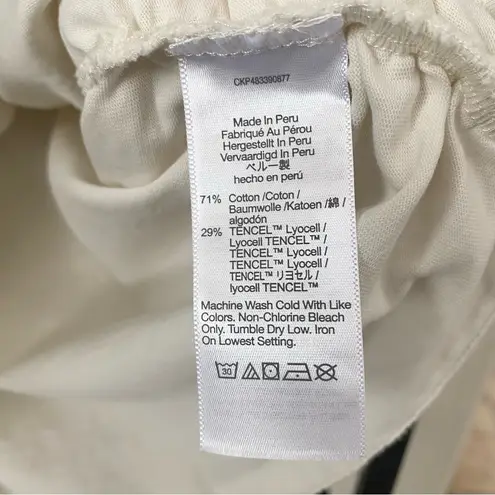 CKP483390877
Made In Peru
Fabriqué Au Pérou
Hergestellt In Peru
Vervaardigd In Peru
ペルー製
hecho en perú
71% Cotton /Coton /
Baumwolle /Katoen /綿 /
algodón
29% TENCEL™ Lyocell /
Lyocell TENCEL™ /
TENCEL™ Lyocell /
TENCEL™ Lyocell /
TENCEL™ リヨセル /
lyocell TENCEL™
Machine Wash Cold With Like
Colors. Non-Chlorine Bleach
Only. Tumble Dry Low. Iron
On Lowest Setting.
30